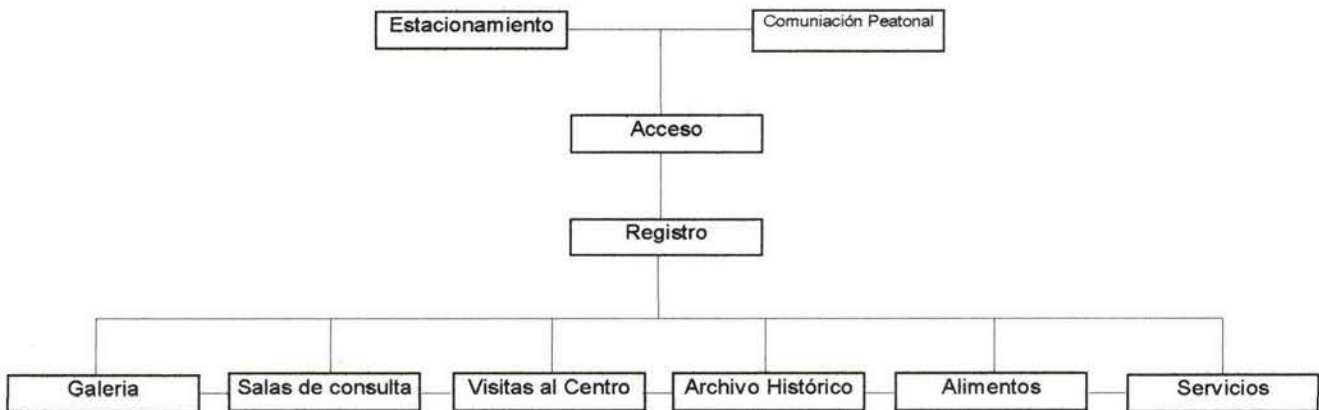 Estacionamiento
Comuniación Peatonal
Acceso
Registro
Galeria
Salas de consulta
Visitas al Centro
Archivo Histórico
Alimentos
Servicios